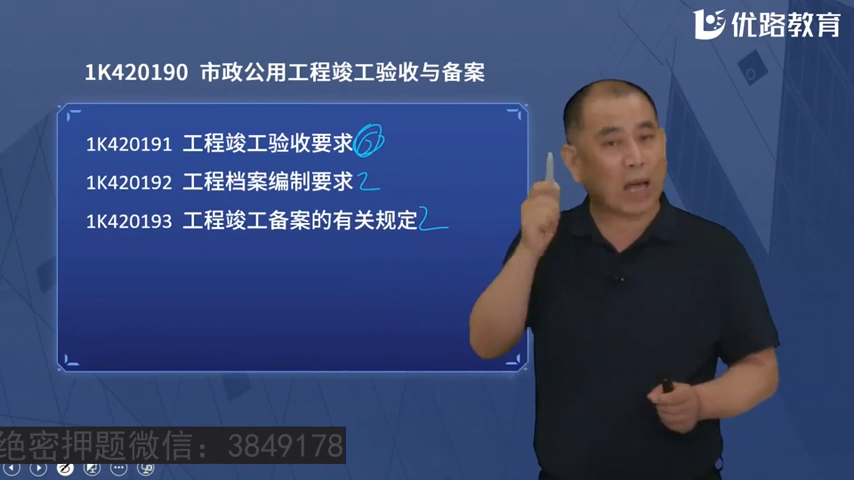 优路教育
1K420190 市政公用工程竣工验收与备案
1K420191 工程竣工验收要求
1K420192 工程档案编制要求 2
1K420193 工程竣工备案的有关规定 2
绝密押题微信：3849178